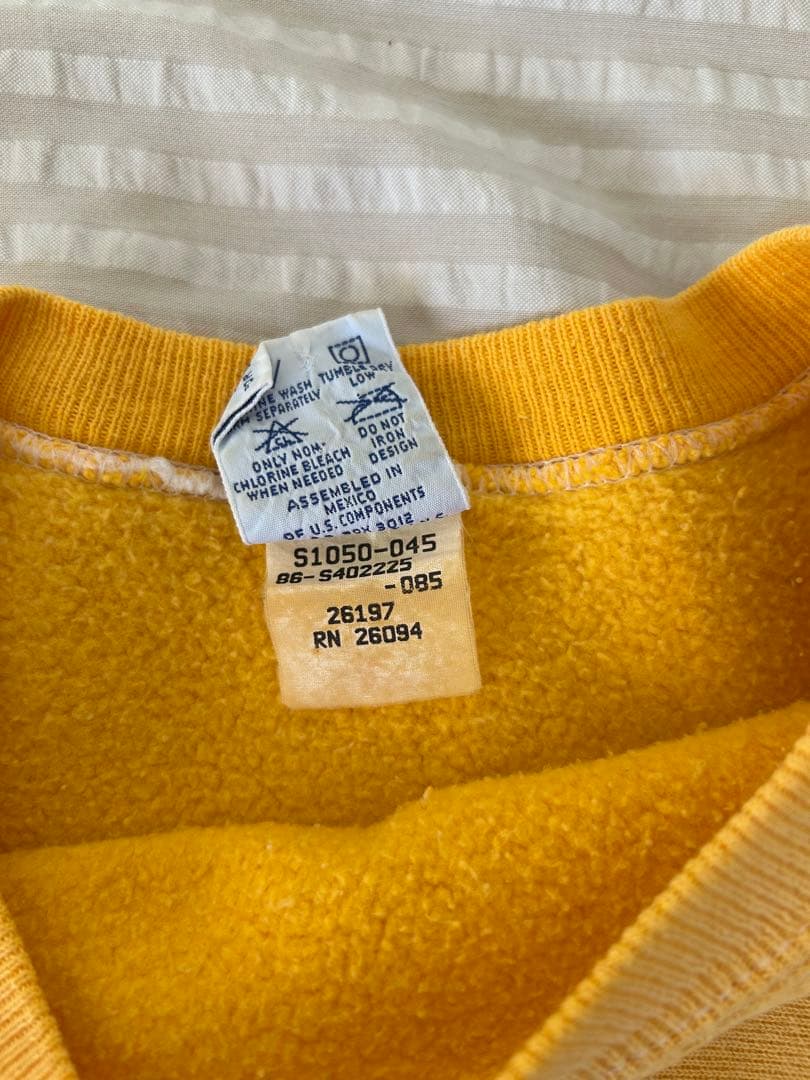 TUMBLE DRY
LOW
WASH
SEPARATELY
DO NOT
IRON
DESIGN
ONLY NON-
CHLORINE BLEACH
WHEN NEEDED
ASSEMBLED IN
MEXICO
OF U.S. COMPONENTS
S1050-045
86-S402225
-085
26197
RN 26094